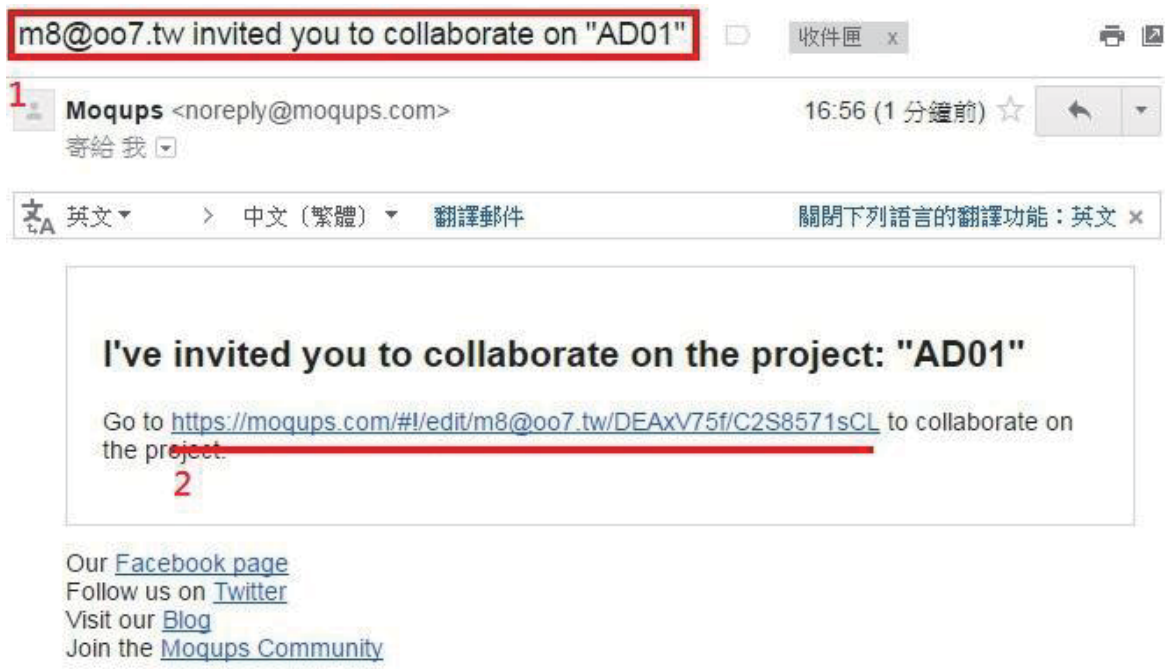 m8@oo7.tw invited you to collaborate on "AD01" 收件匣 x
1
Moqups <noreply@moqups.com> 16:56 (1 分鐘前)
寄給 我
文A 英文 > 中文（繁體） 翻譯郵件 關閉下列語言的翻譯功能：英文 ×
I've invited you to collaborate on the project: "AD01"
Go to https://moqups.com/#!/edit/m8@oo7.tw/DEAxV75f/C2S8571sCL to collaborate on
the project.
2
Our Facebook page
Follow us on Twitter
Visit our Blog
Join the Moqups Community